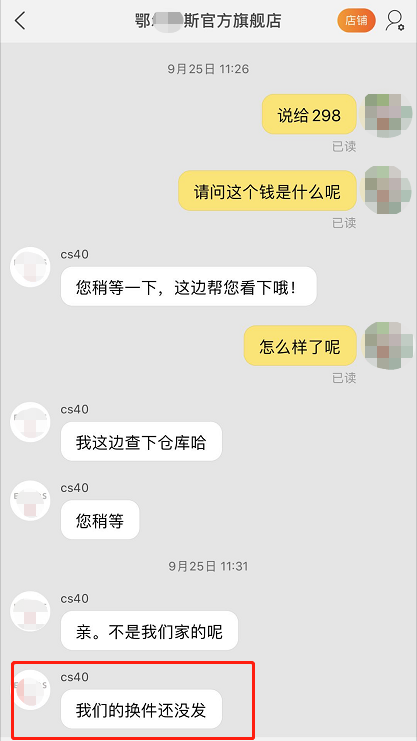 鄂 斯官方旗舰店
店铺
9月25日 11:26
说给298
已读
请问这个钱是什么呢
已读
cs40
您稍等一下，这边帮您看下哦！
怎么样了呢
已读
cs40
我这边查下仓库哈
cs40
您稍等
9月25日 11:31
cs40
亲。不是我们家的呢
cs40
我们的换件还没发